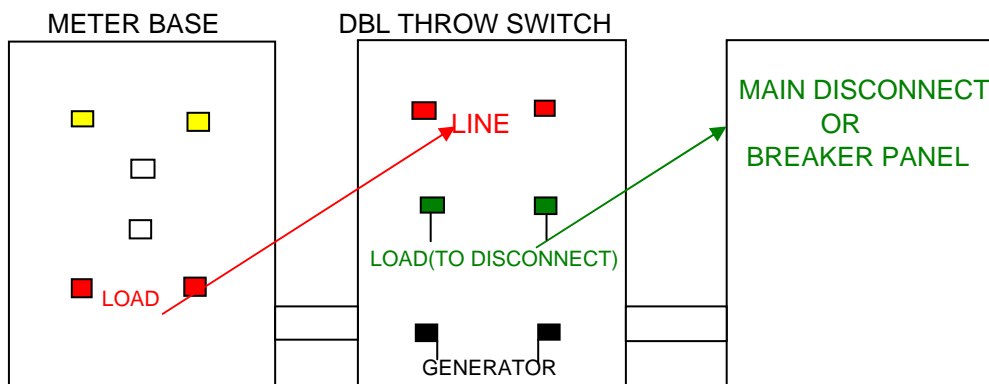 METER BASE
DBL THROW SWITCH
LINE
LOAD(TO DISCONNECT)
LOAD
GENERATOR
MAIN DISCONNECT
OR
BREAKER PANEL